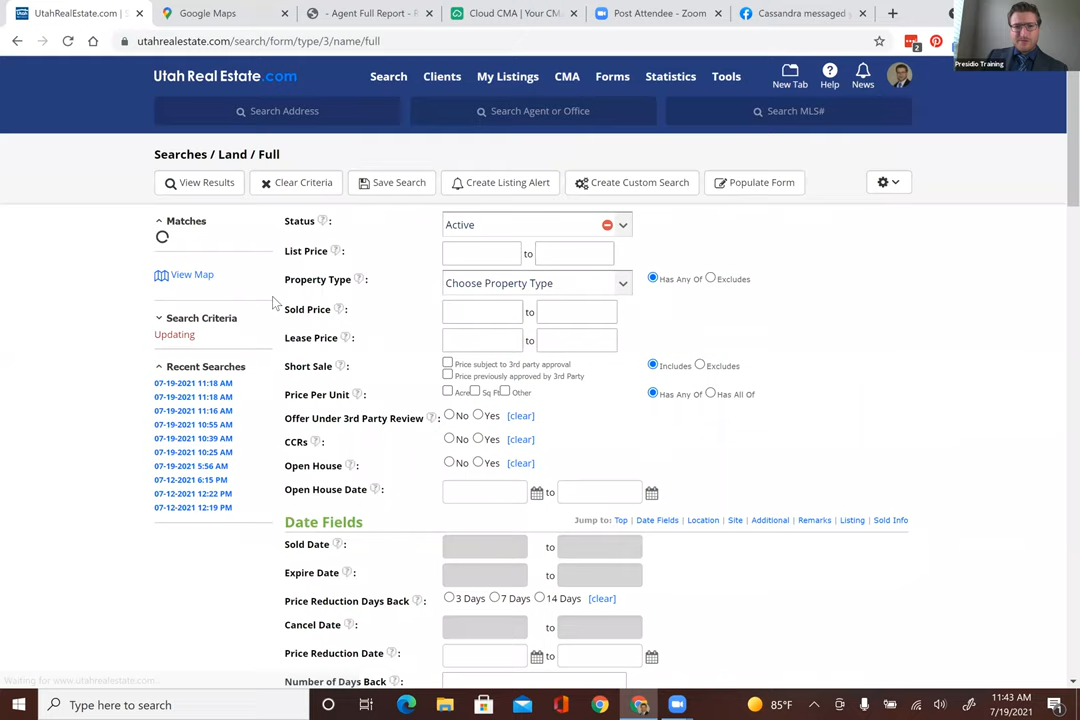 UtahRealEstate.com | S
Google Maps
- Agent Full Report - R
Cloud CMA | Your CM
Post Attendee - Zoom
Cassandra messaged y
utahrealestate.com/search/form/type/3/name/full
2
Presidio Training
Utah Real Estate.com
Search
Clients
My Listings
CMA
Forms
Statistics
Tools
New Tab
Help
News
Search Address
Search Agent or Office
Search MLS#
Searches / Land / Full
View Results
Clear Criteria
Save Search
Create Listing Alert
Create Custom Search
Populate Form
Matches
View Map
Search Criteria
Updating
Recent Searches
07-19-2021 11:18 AM
07-19-2021 11:18 AM
07-19-2021 11:16 AM
07-19-2021 10:55 AM
07-19-2021 10:39 AM
07-19-2021 10:25 AM
07-19-2021 5:56 AM
07-12-2021 6:15 PM
07-12-2021 12:22 PM
07-12-2021 12:19 PM
Status ? : Active
List Price ? : to
Property Type ? : Choose Property Type Has Any Of Excludes
Sold Price ? : to
Lease Price ? : to
Short Sale ? : Price subject to 3rd party approval Includes Excludes
Price previously approved by 3rd Party
Price Per Unit ? : Acre Sq Ft Other Has Any Of Has All Of
Offer Under 3rd Party Review ? : No Yes [clear]
CCRs ? : No Yes [clear]
Open House ? : No Yes [clear]
Open House Date ? : to
Date Fields
Jump to: Top | Date Fields | Location | Site | Additional | Remarks | Listing | Sold Info
Sold Date ? : to
Expire Date ? : to
Price Reduction Days Back ? : 3 Days 7 Days 14 Days [clear]
Cancel Date ? : to
Price Reduction Date ? : to
Number of Days Back ? :
Waiting for www.utahrealestate.com...
Type here to search
85°F
11:43 AM
7/19/2021
1